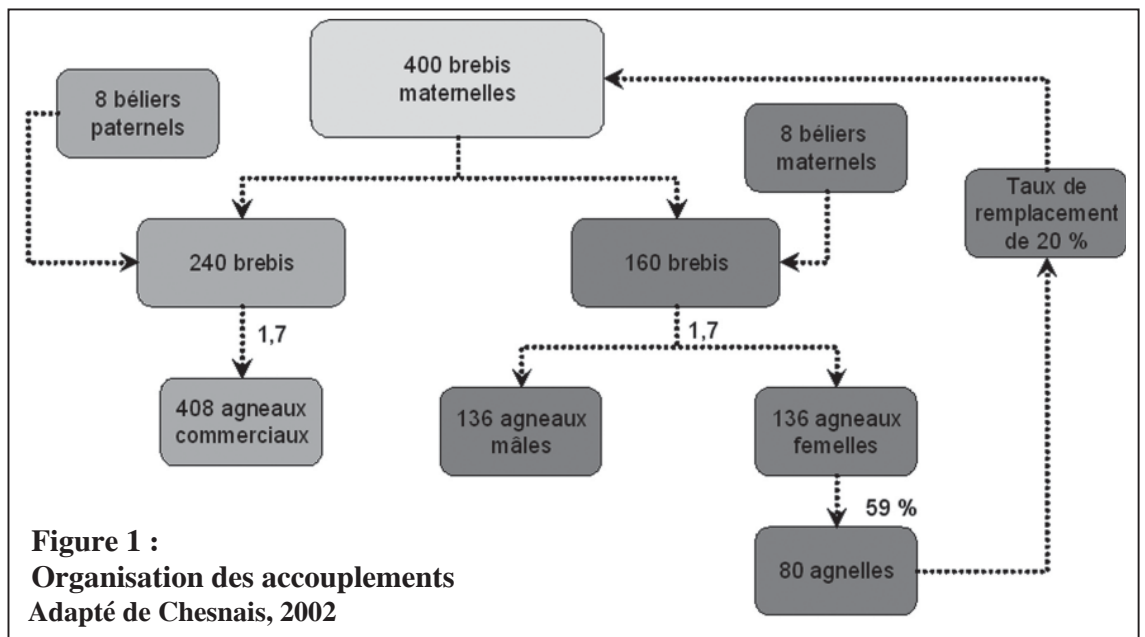 400 brebis
maternelles
8 béliers
paternels
8 béliers
maternels
Taux de
remplacement
de 20 %
240 brebis
160 brebis
1,7
1,7
408 agneaux
commerciaux
136 agneaux
mâles
136 agneaux
femelles
59 %
80 agnelles
Figure 1 :
Organisation des accouplements
Adapté de Chesnais, 2002